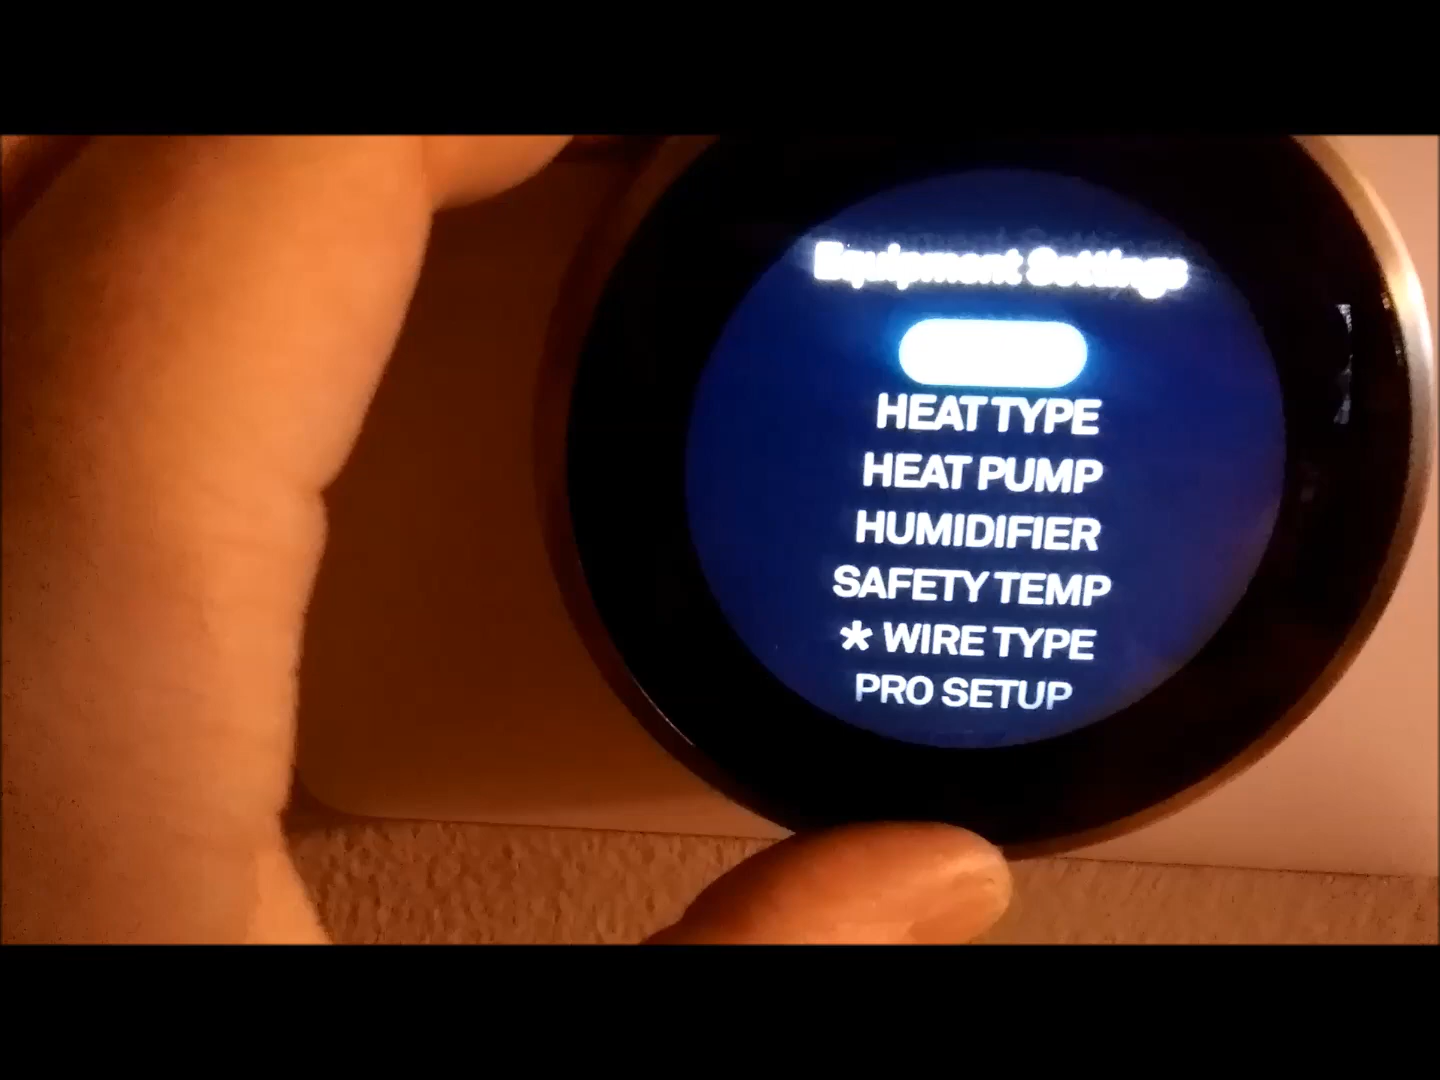 Equipment Settings
HEAT TYPE
HEAT PUMP
HUMIDIFIER
SAFETY TEMP
* WIRE TYPE
PRO SETUP